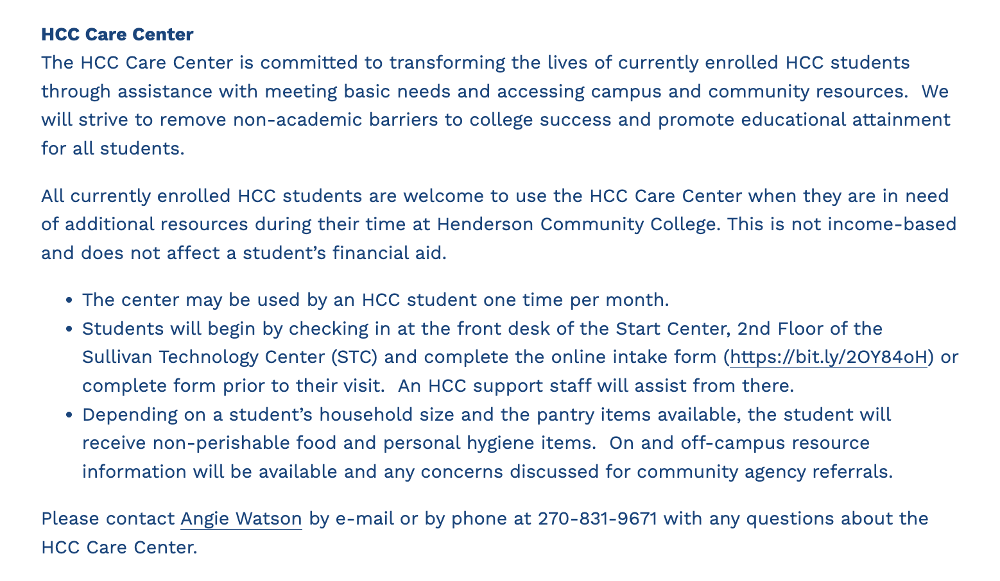 HCC Care Center
The HCC Care Center is committed to transforming the lives of currently enrolled HCC students
through assistance with meeting basic needs and accessing campus and community resources.  We
will strive to remove non-academic barriers to college success and promote educational attainment
for all students.
All currently enrolled HCC students are welcome to use the HCC Care Center when they are in need
of additional resources during their time at Henderson Community College. This is not income-based
and does not affect a student’s financial aid.
• The center may be used by an HCC student one time per month.
• Students will begin by checking in at the front desk of the Start Center, 2nd Floor of the
Sullivan Technology Center (STC) and complete the online intake form (https://bit.ly/2OY84oH) or
complete form prior to their visit.  An HCC support staff will assist from there.
• Depending on a student’s household size and the pantry items available, the student will
receive non-perishable food and personal hygiene items.  On and off-campus resource
information will be available and any concerns discussed for community agency referrals.
Please contact Angie Watson by e-mail or by phone at 270-831-9671 with any questions about the
HCC Care Center.